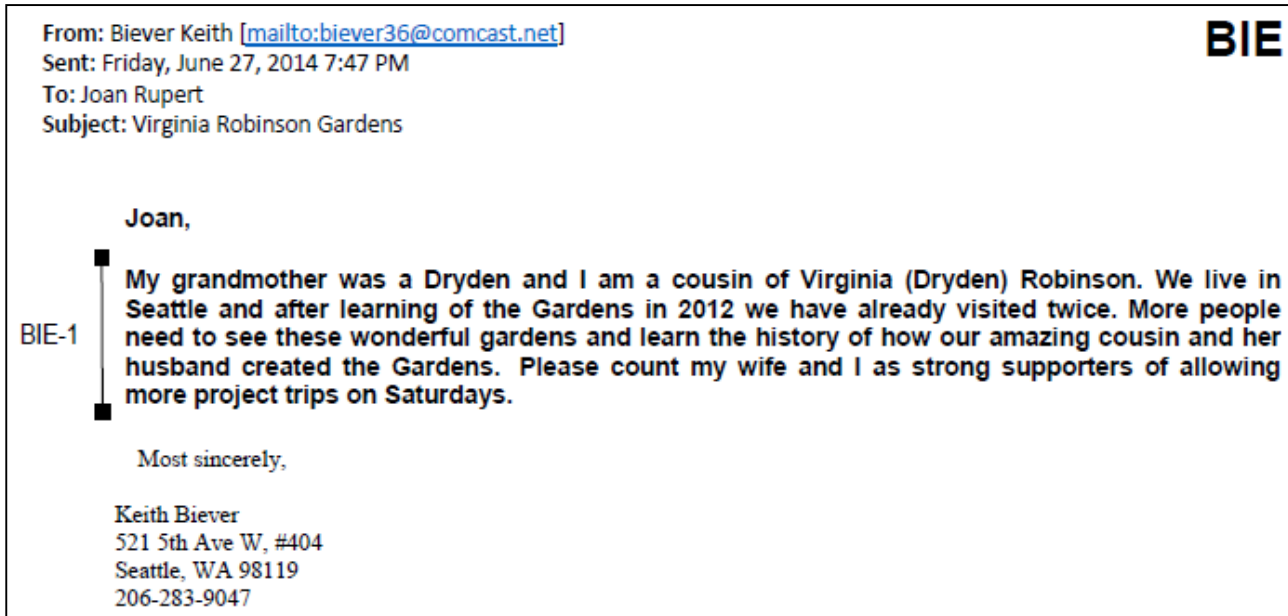 From: Biever Keith [mailto:biever36@comcast.net]
BIE
Sent: Friday, June 27, 2014 7:47 PM
To: Joan Rupert
Subject: Virginia Robinson Gardens
Joan,
My grandmother was a Dryden and I am a cousin of Virginia (Dryden) Robinson. We live in
Seattle and after learning of the Gardens in 2012 we have already visited twice. More people
BIE-1
need to see these wonderful gardens and learn the history of how our amazing cousin and her
husband created the Gardens. Please count my wife and I as strong supporters of allowing
more project trips on Saturdays.
Most sincerely,
Keith Biever
521 5th Ave W, #404
Seattle, WA 98119
206-283-9047